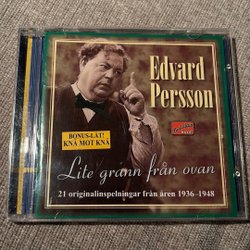 Edvard
Persson
BONUS-LÅT!
KNÄ MOT KNÄ
Lite grann från ovan
21 originalinspelningar från åren 1936-1948